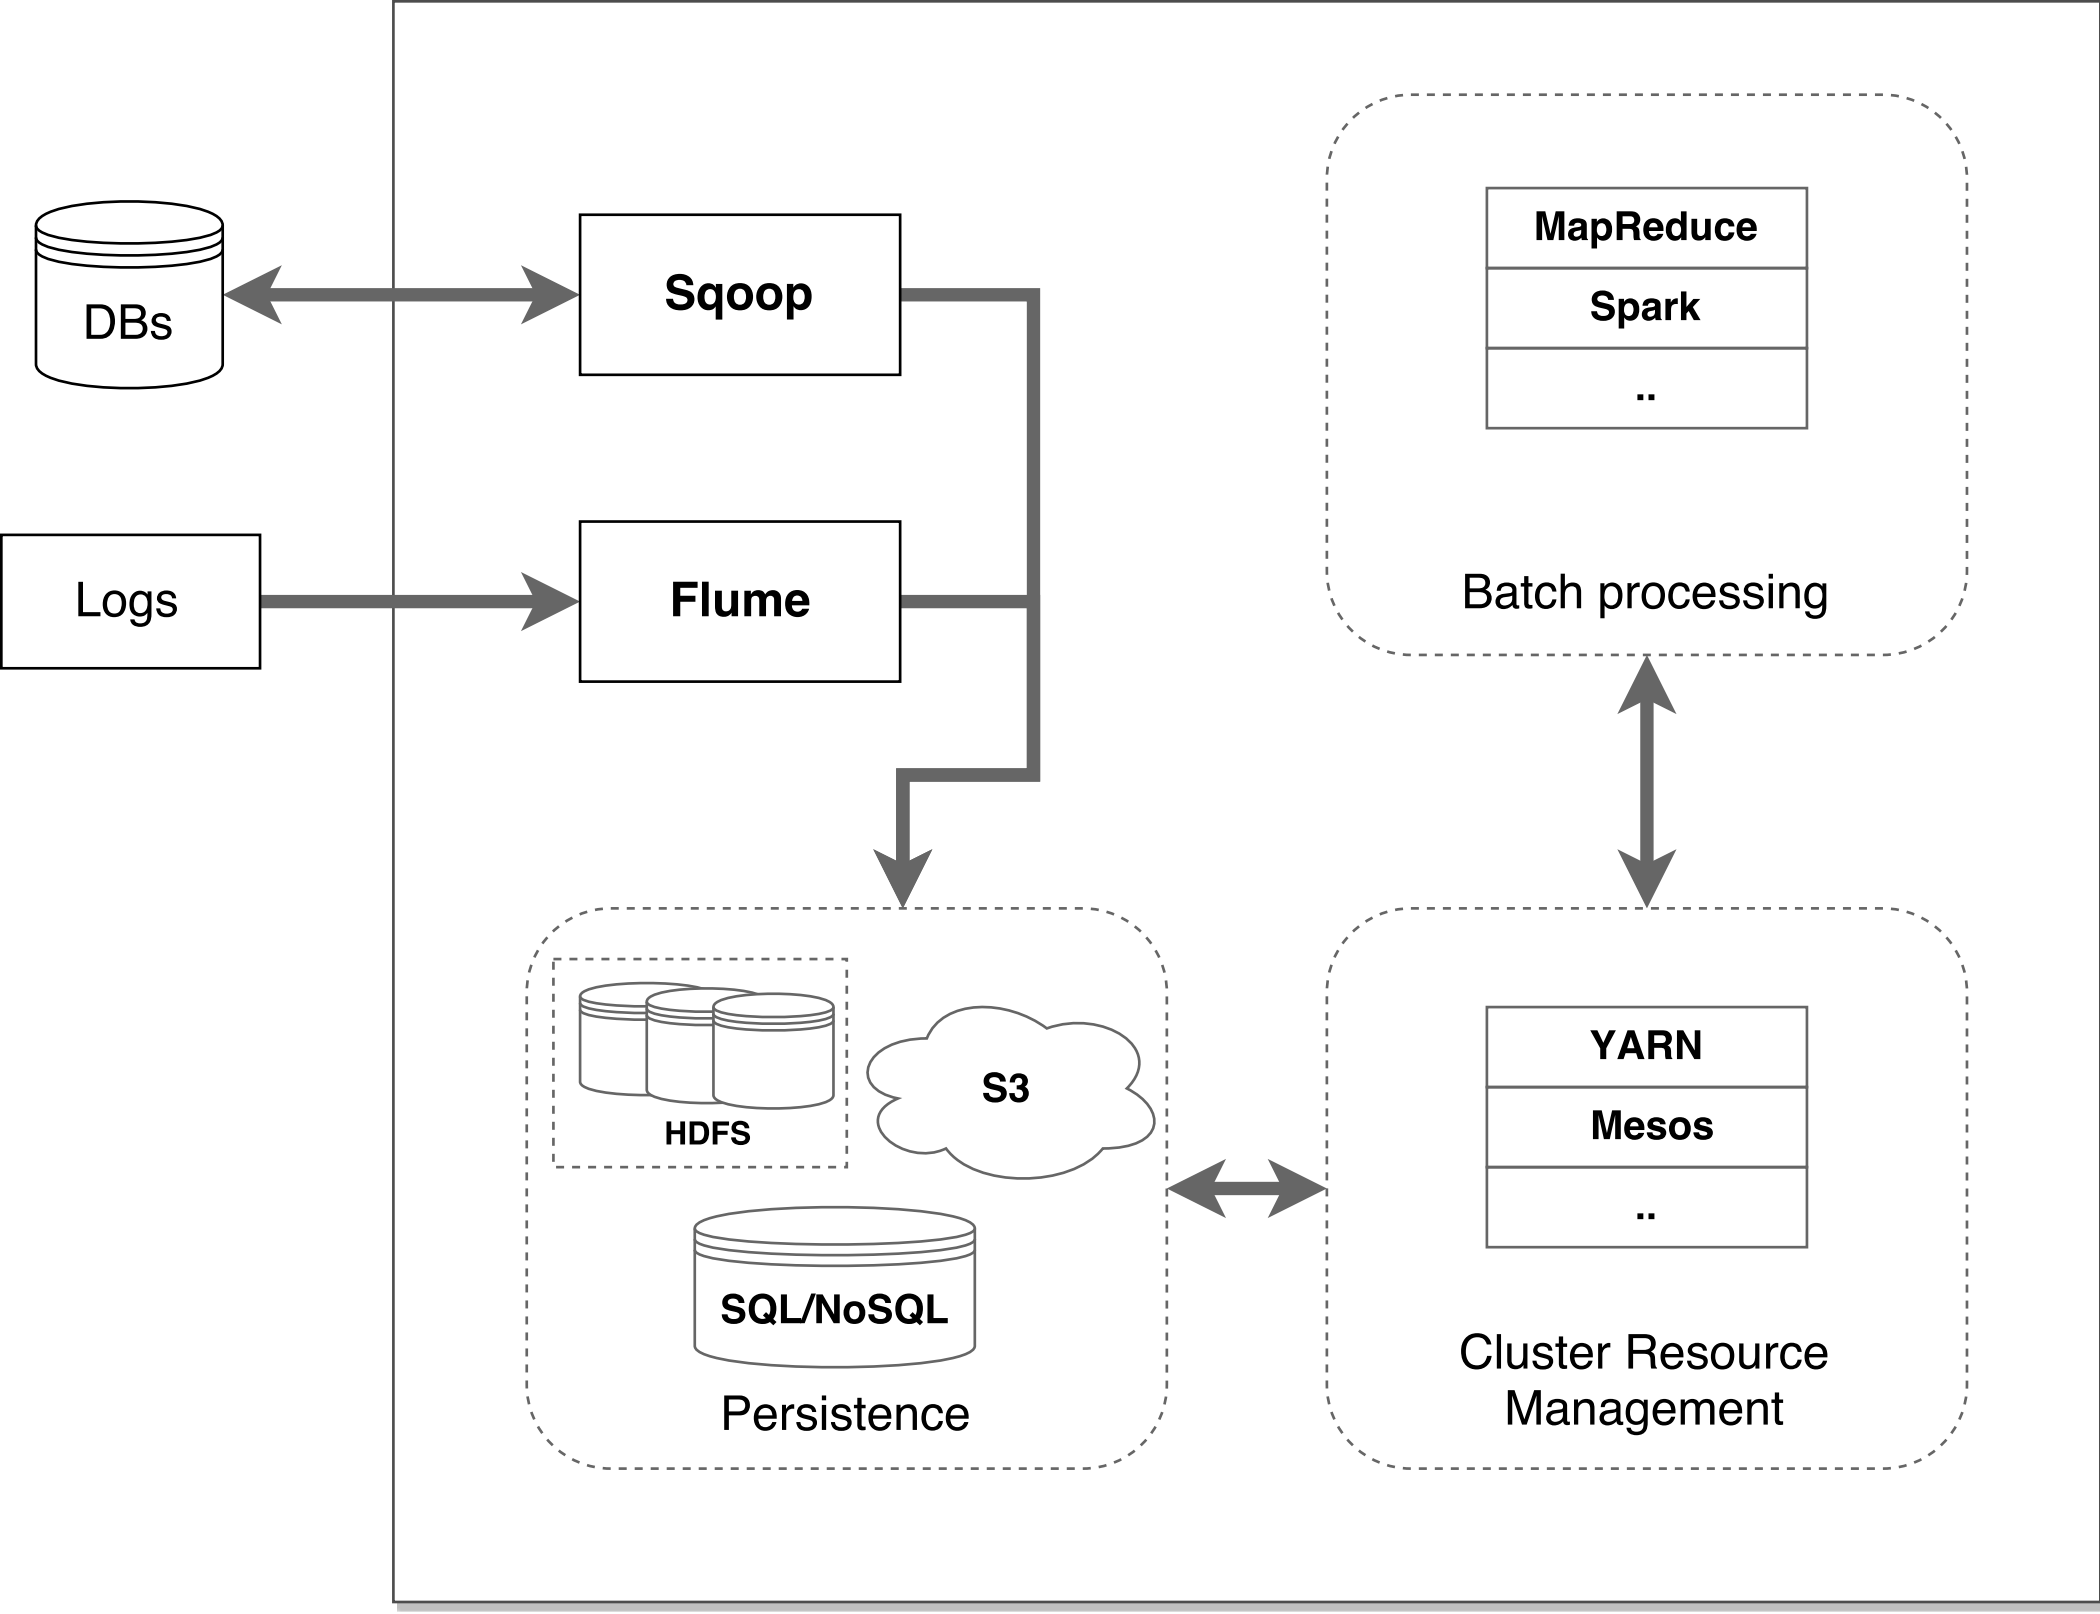 DBs
Sqoop
Logs
Flume
MapReduce
Spark
..
Batch processing
HDFS
S3
SQL/NoSQL
Persistence
YARN
Mesos
..
Cluster Resource
Management